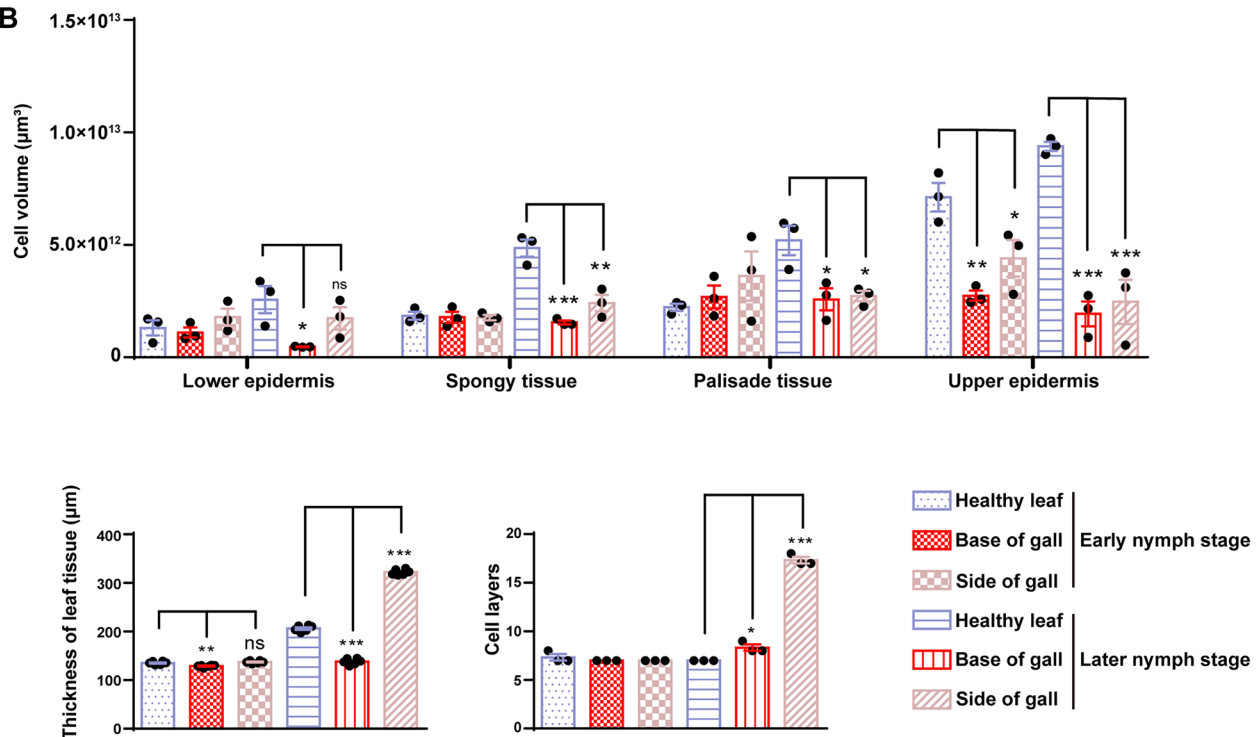 B
Cell volume (μm³)
1.5×10¹³
1.0×10¹³
5.0×10¹²
0
ns
*
***
**
*
*
**
*
***
***
Lower epidermis
Spongy tissue
Palisade tissue
Upper epidermis
Thickness of leaf tissue (μm)
400
300
200
100
0
**
ns
***
***
Cell layers
20
15
10
5
0
*
***
Healthy leaf
Base of gall
Side of gall
Early nymph stage
Healthy leaf
Base of gall
Side of gall
Later nymph stage